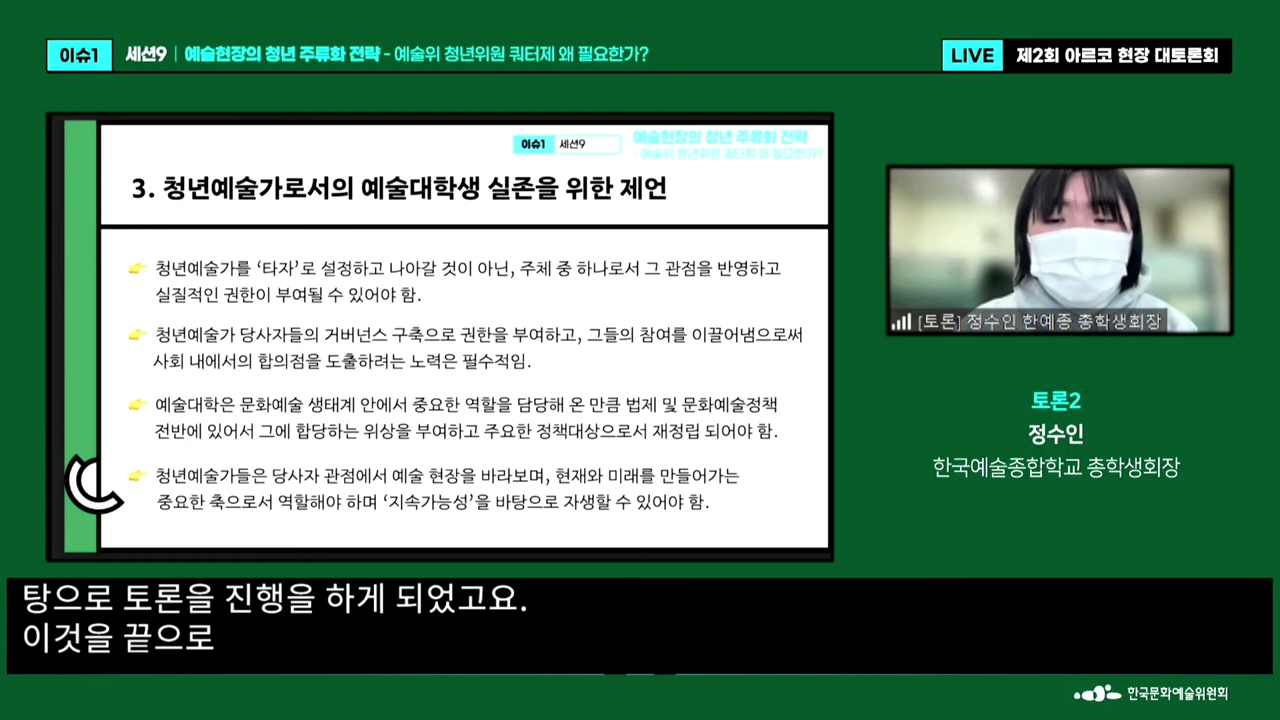 이슈1 세션9 | 예술현장의 청년 주류화 전략 - 예술위 청년위원 쿼터제 왜 필요한가?
LIVE 제2회 아르코 현장 대토론회
이슈1 세션9 예술현장의 청년 주류화 전략
- 예술위 청년위원 쿼터제 왜 필요한가?
3. 청년예술가로서의 예술대학생 실존을 위한 제언
👉 청년예술가를 ‘타자’로 설정하고 나아갈 것이 아닌, 주체 중 하나로서 그 관점을 반영하고
실질적인 권한이 부여될 수 있어야 함.
👉 청년예술가 당사자들의 거버넌스 구축으로 권한을 부여하고, 그들의 참여를 이끌어냄으로써
사회 내에서의 합의점을 도출하려는 노력은 필수적임.
👉 예술대학은 문화예술 생태계 안에서 중요한 역할을 담당해 온 만큼 법제 및 문화예술정책
전반에 있어서 그에 합당하는 위상을 부여하고 주요한 정책대상으로서 재정립 되어야 함.
👉 청년예술가들은 당사자 관점에서 예술 현장을 바라보며, 현재와 미래를 만들어가는
중요한 축으로서 역할해야 하며 ‘지속가능성’을 바탕으로 자생할 수 있어야 함.
[토론] 정수인 한예종 총학생회장
토론2
정수인
한국예술종합학교 총학생회장
탕으로 토론을 진행을 하게 되었고요.
이것을 끝으로
한국문화예술위원회